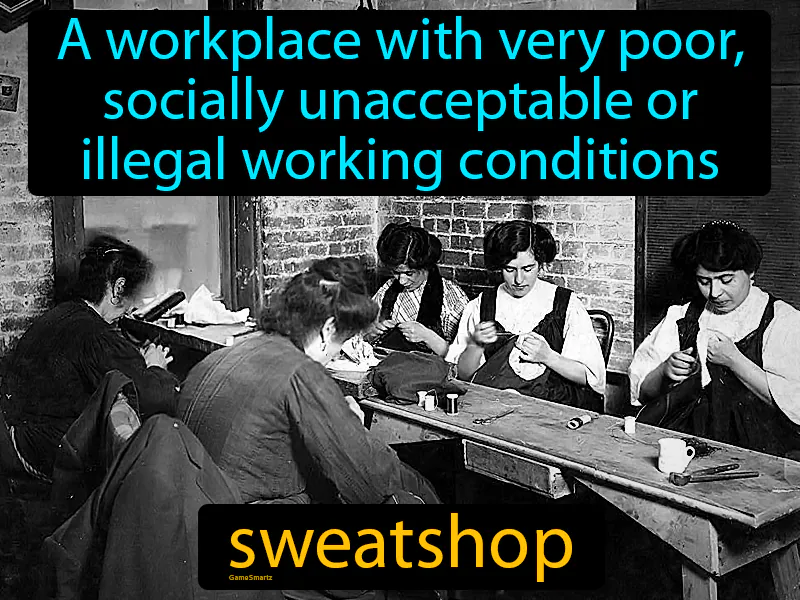 A workplace with very poor,
socially unacceptable or
illegal working conditions
sweatshop
GameSmartz